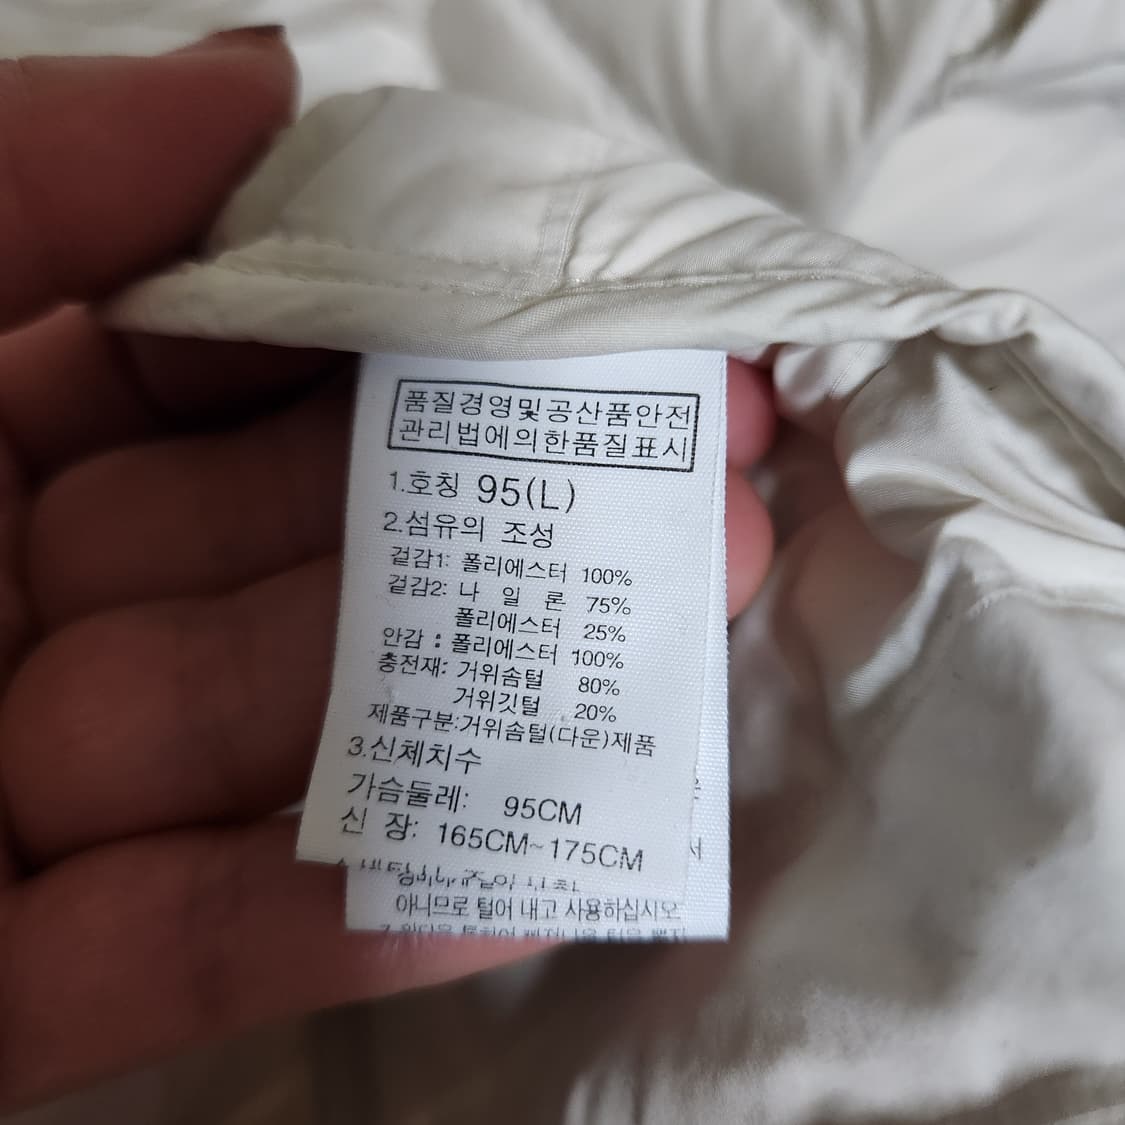 품질경영및공산품안전
관리법에의한품질표시
1.호칭 95(L)
2.섬유의 조성
겉감1: 폴리에스터 100%
겉감2: 나 일 론 75%
폴리에스터 25%
안감 : 폴리에스터 100%
충전재: 거위솜털 80%
거위깃털 20%
제품구분:거위솜털(다운)제품
3.신체치수
가슴둘레: 95CM
신 장: 165CM~175CM
아니므로 털어 내고 사용하십시오